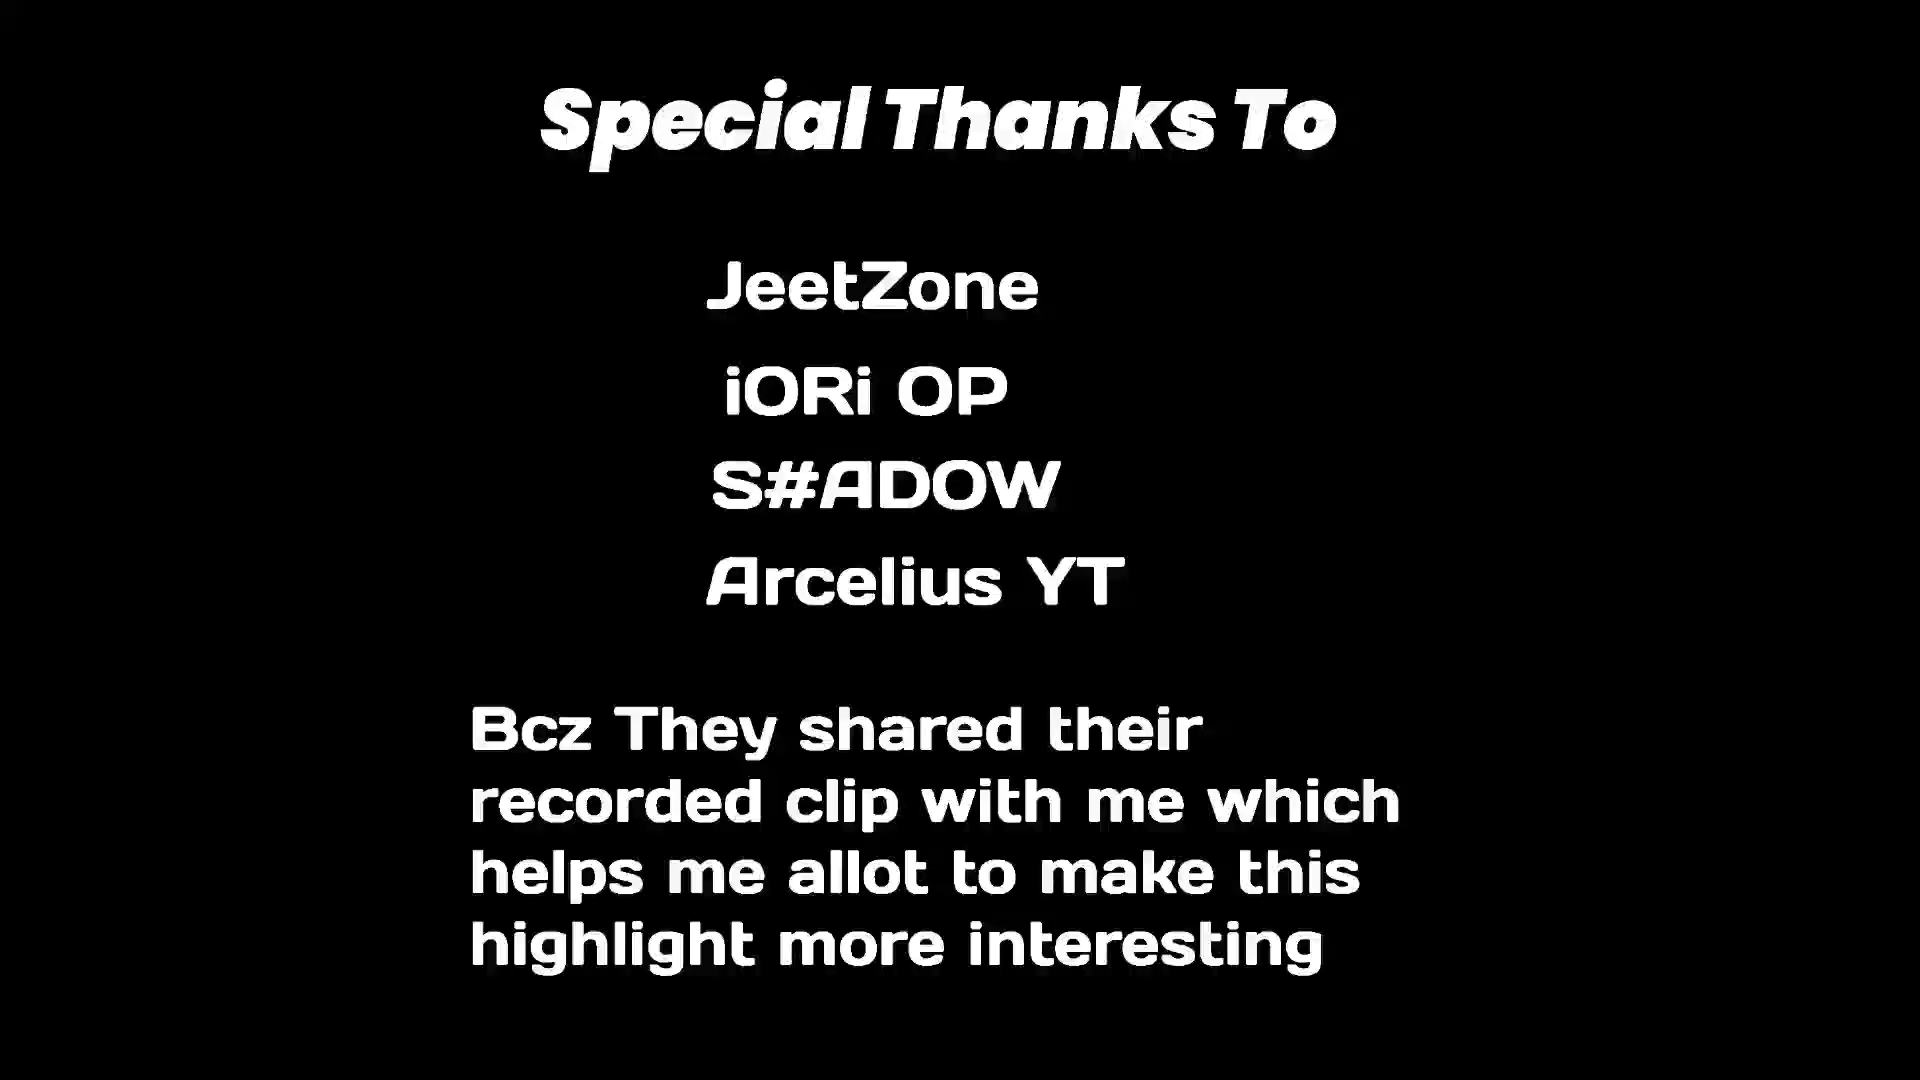 Special Thanks To
JeetZone
iORi OP
S#ADOW
Arcelius YT
Bcz They shared their
recorded clip with me which
helps me allot to make this
highlight more interesting